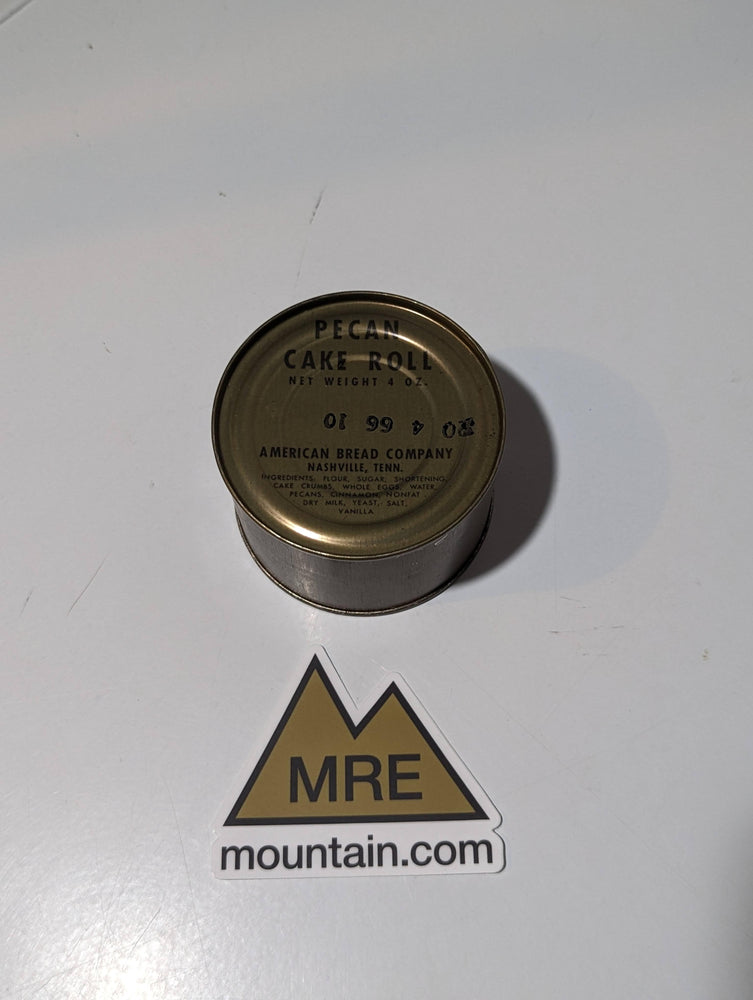 PECAN
CAKE ROLL
NET WEIGHT 4 OZ.
20 4 66 10
AMERICAN BREAD COMPANY
NASHVILLE, TENN.
INGREDIENTS: FLOUR, SUGAR, SHORTENING,
CAKE CRUMBS, WHOLE EGGS, WATER,
PECANS, CINNAMON, NONFAT
DRY MILK, YEAST, SALT,
VANILLA
MRE
mountain.com